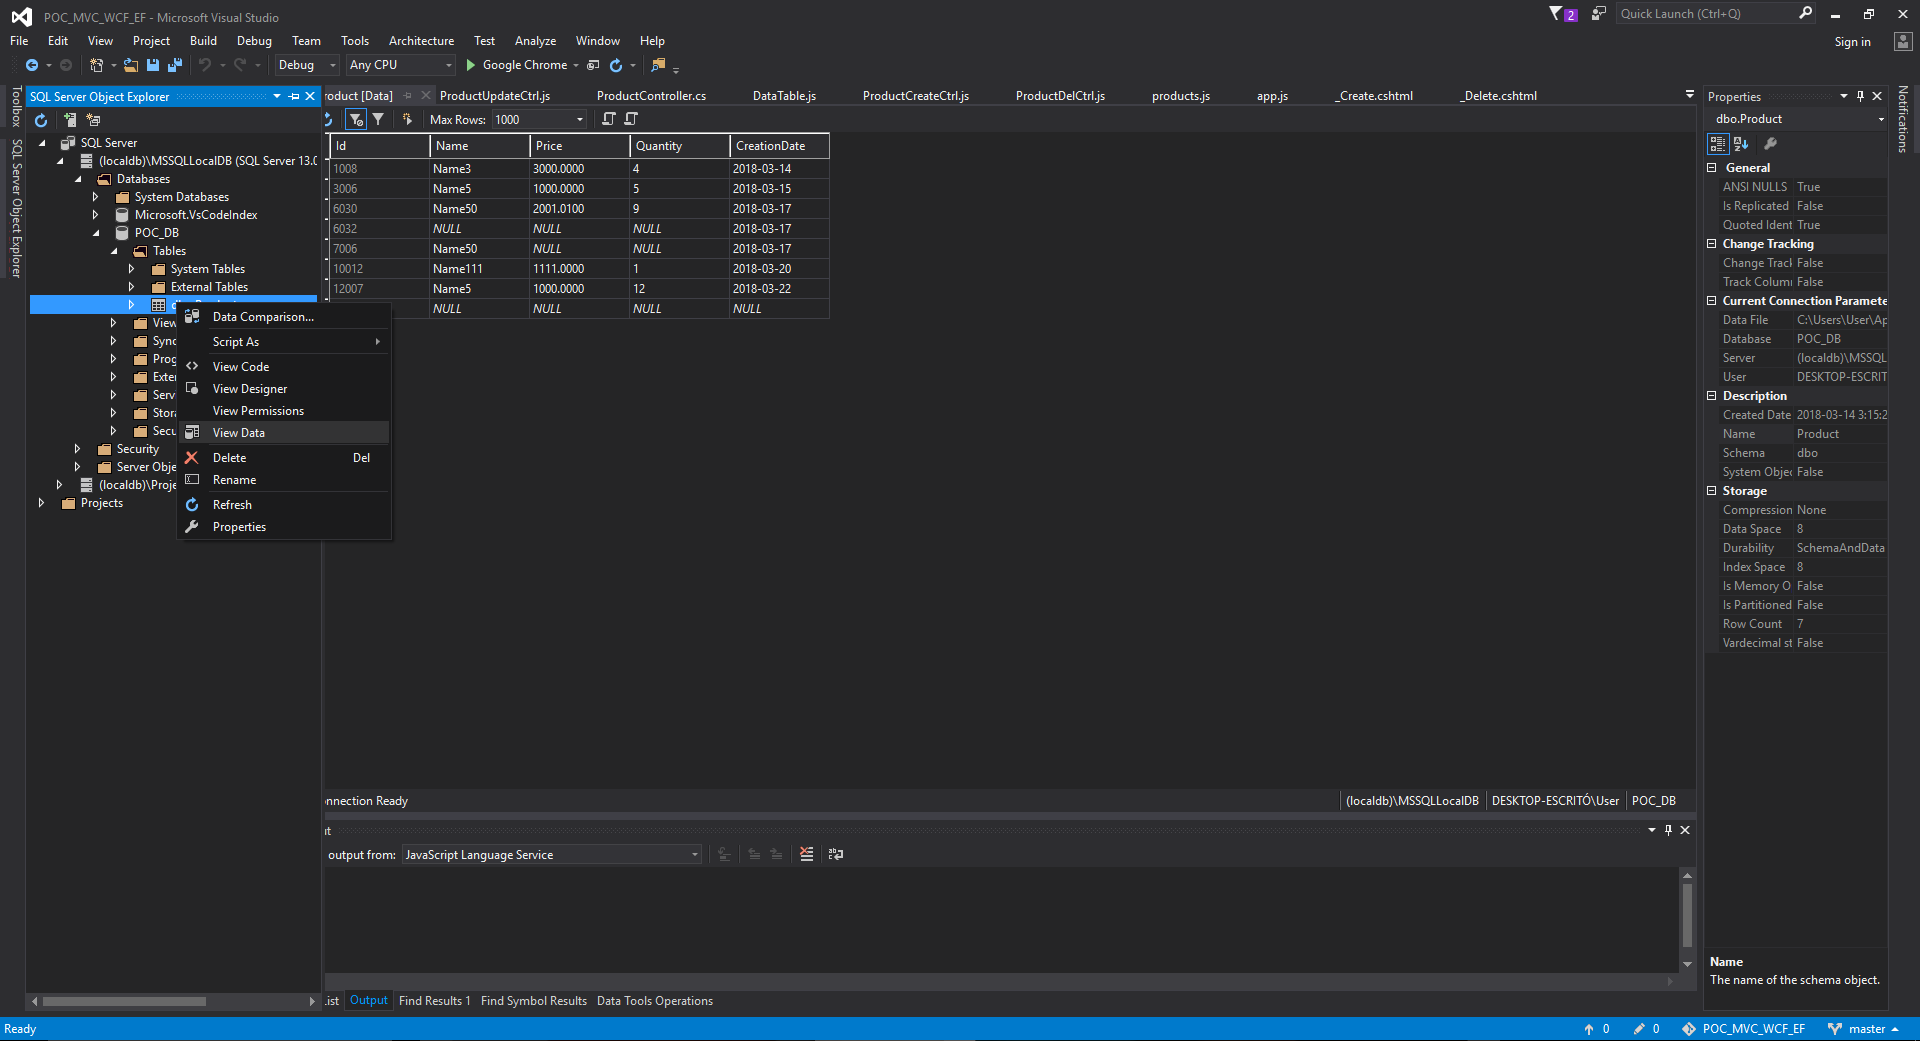 POC_MVC_WCF_EF - Microsoft Visual Studio
2
Quick Launch (Ctrl+Q)
File Edit View Project Build Debug Team Tools Architecture Test Analyze Window Help
Sign in
Debug Any CPU Google Chrome
Toolbox
SQL Server Object Explorer
SQL Server Object Explorer
oduct [Data] ProductUpdateCtrl.js ProductController.cs DataTable.js ProductCreateCtrl.js ProductDelCtrl.js products.js app.js _Create.cshtml _Delete.cshtml
Max Rows: 1000
SQL Server
(localdb)\MSSQLLocalDB (SQL Server 13.0
Databases
System Databases
Microsoft.VsCodeIndex
POC_DB
Tables
System Tables
External Tables
View
Sync
Prog
Exter
Serv
Stora
Secu
Security
Server Obje
(localdb)\Proje
Projects
Data Comparison...
Script As
View Code
View Designer
View Permissions
View Data
Delete Del
Rename
Refresh
Properties
Id Name Price Quantity CreationDate
1008 Name3 3000.0000 4 2018-03-14
3006 Name5 1000.0000 5 2018-03-15
6030 Name50 2001.0100 9 2018-03-17
6032 NULL NULL NULL 2018-03-17
7006 Name50 NULL NULL 2018-03-17
10012 Name111 1111.0000 1 2018-03-20
12007 Name5 1000.0000 12 2018-03-22
NULL NULL NULL NULL
nnection Ready
(localdb)\MSSQLLocalDB DESKTOP-ESCRITÓ\User POC_DB
ut
output from: JavaScript Language Service
ist Output Find Results 1 Find Symbol Results Data Tools Operations
Properties
dbo.Product
General
ANSI NULLS True
Is Replicated False
Quoted Ident True
Change Tracking
Change Track False
Track Column False
Current Connection Paramete
Data File C:\Users\User\Ap
Database POC_DB
Server (localdb)\MSSQL
User DESKTOP-ESCRIT
Description
Created Date 2018-03-14 3:15:2
Name Product
Schema dbo
System Objec False
Storage
Compression None
Data Space 8
Durability SchemaAndData
Index Space 8
Is Memory O False
Is Partitioned False
Row Count 7
Vardecimal st False
Name
The name of the schema object.
Notifications
Ready
0 0 POC_MVC_WCF_EF master